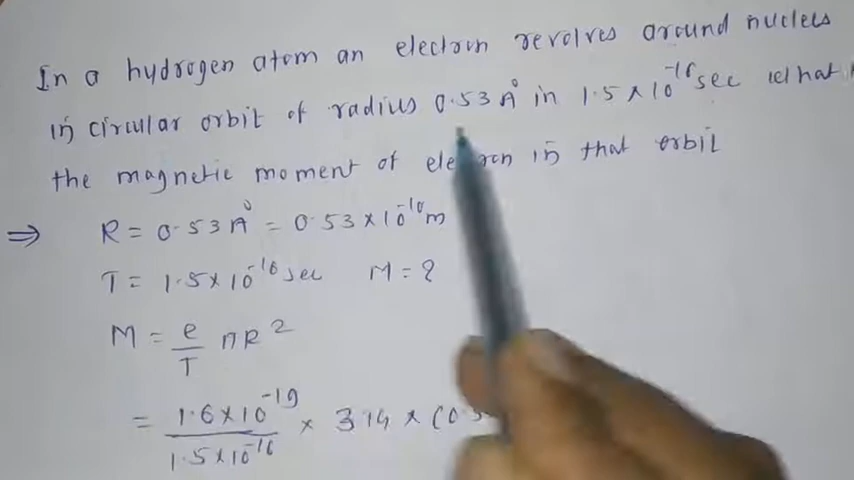 In a hydrogen atom an electron revolves around nucleus
in circular orbit of radius 0.53 A° in 1.5 × 10⁻¹⁶ sec what
the magnetic moment of electron in that orbit
⇒ R = 0.53 A° = 0.53 × 10⁻¹⁰ m
T = 1.5 × 10⁻¹⁶ sec M = ?
M = e/T πR²
= 1.6 × 10⁻¹⁹ / 1.5 × 10⁻¹⁶ × 3.14 × (0.5